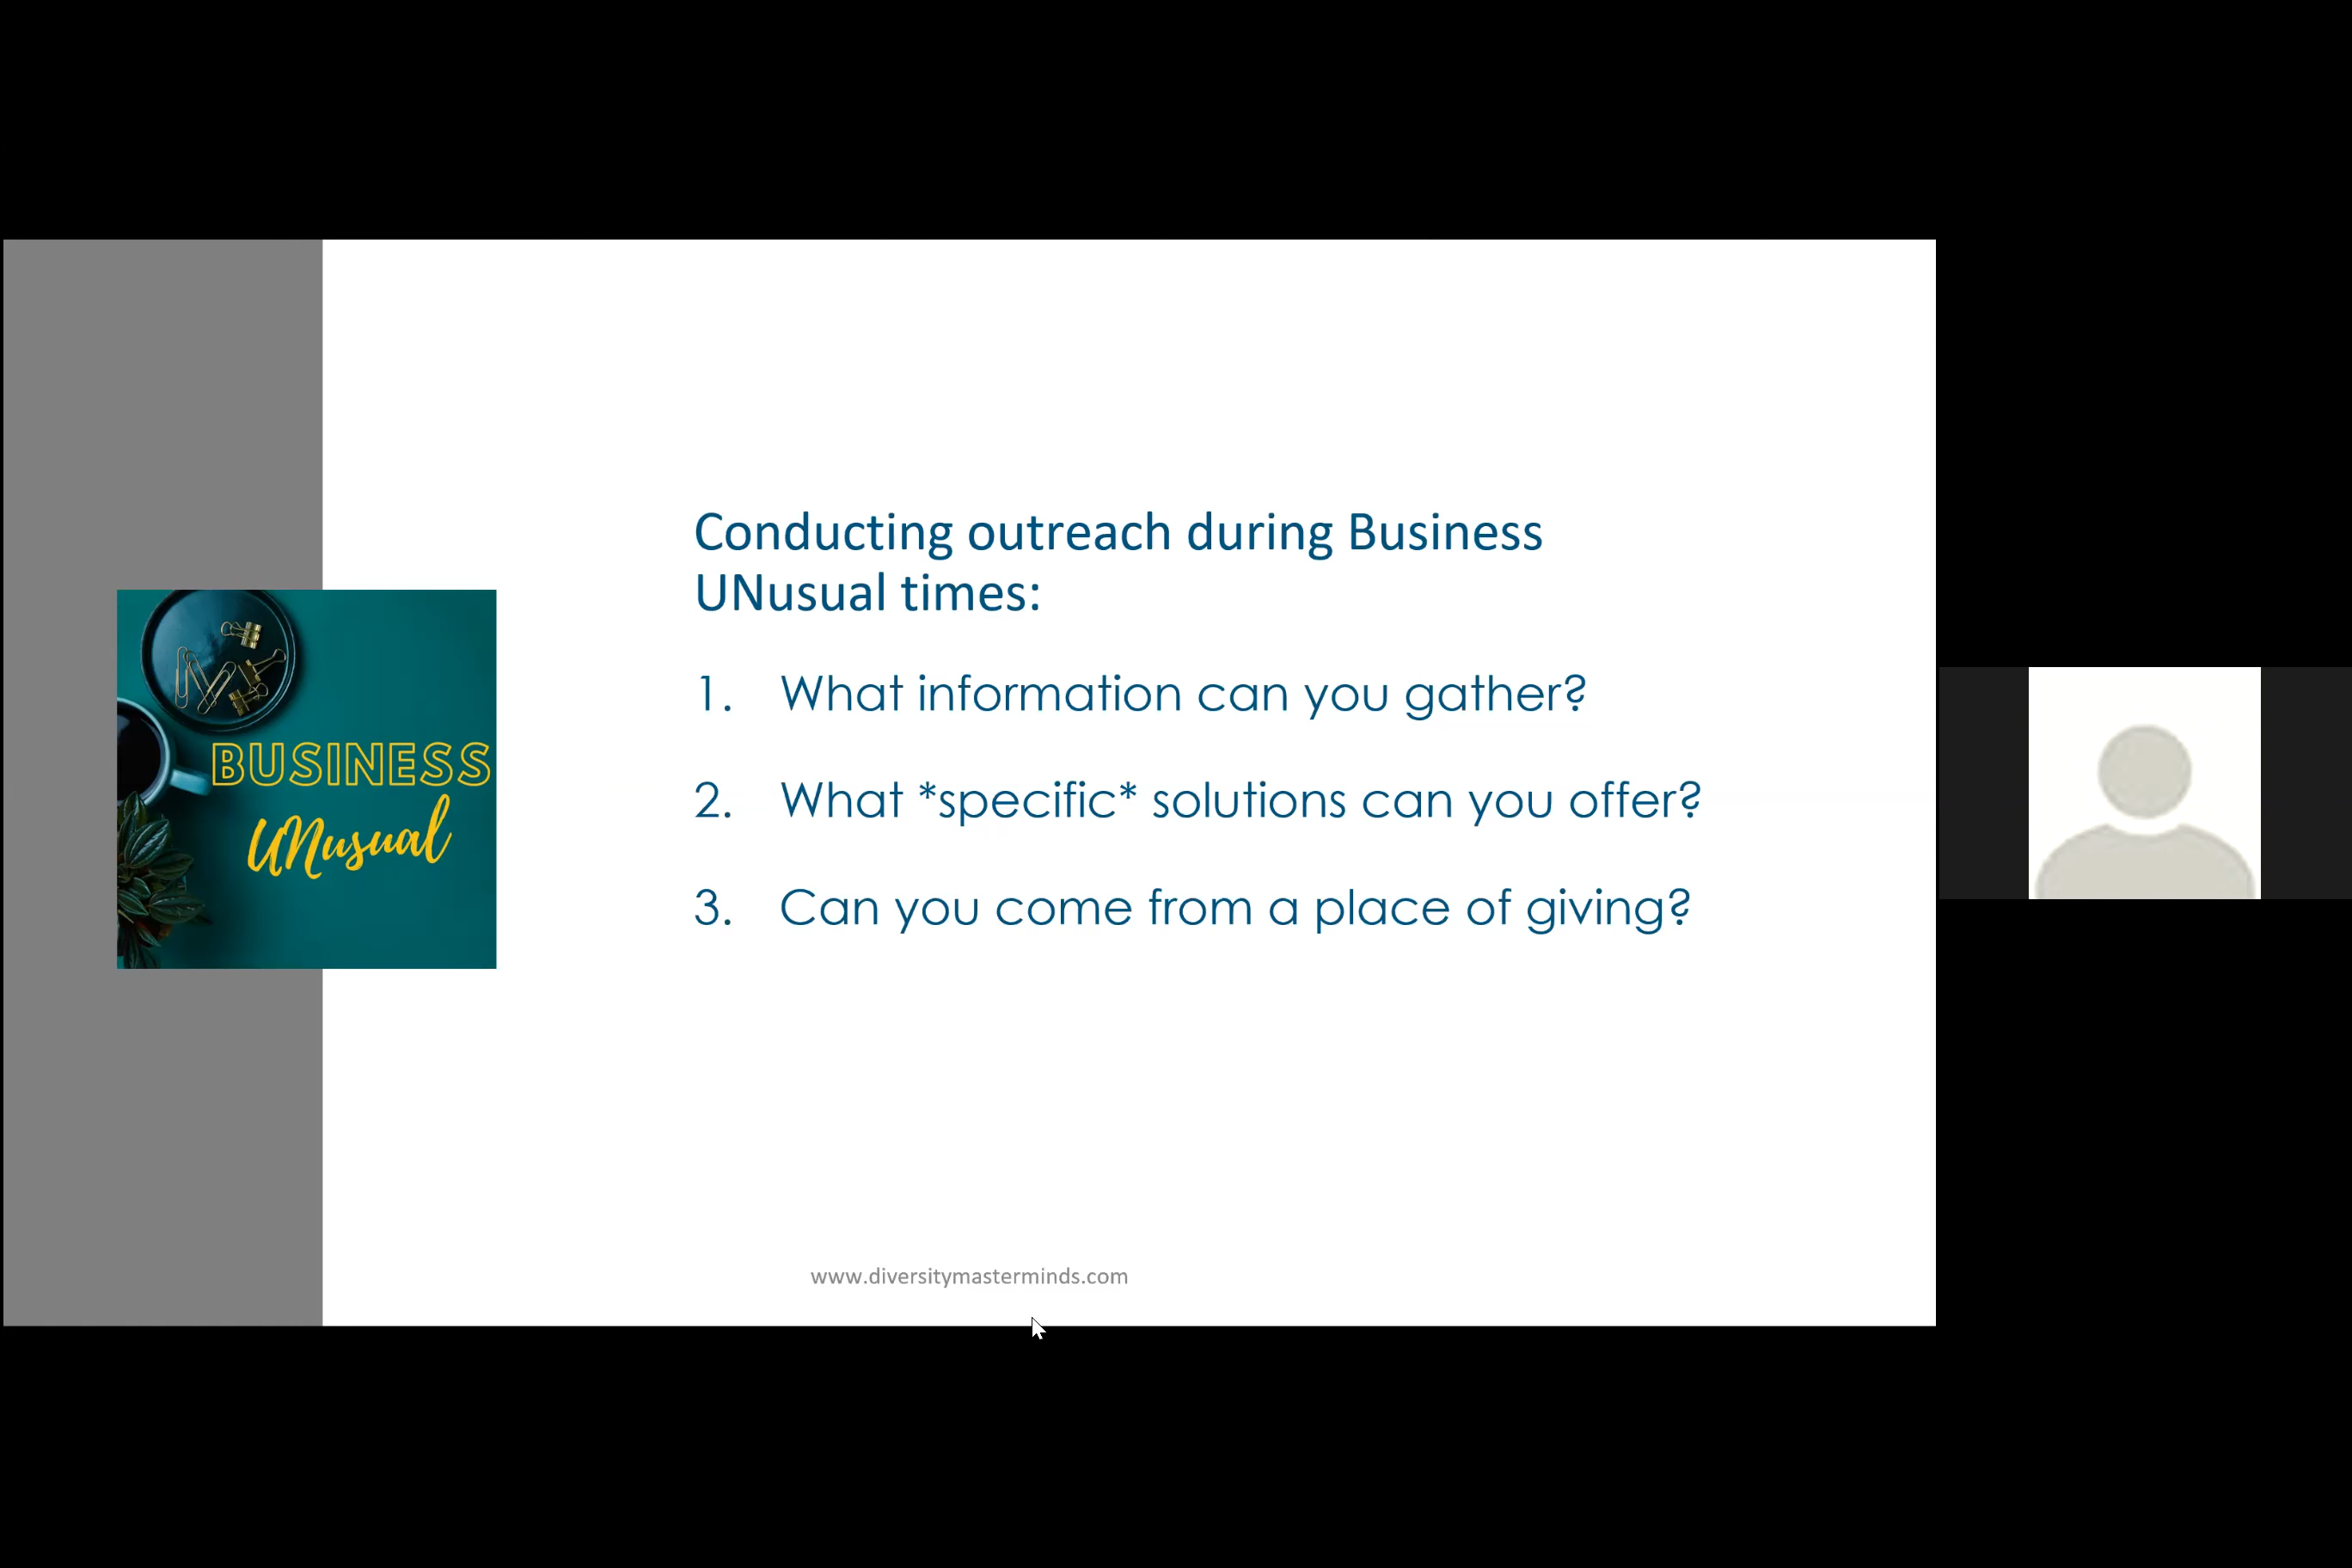 BUSINESS
UNusual
Conducting outreach during Business
UNusual times:
1. What information can you gather?
2. What *specific* solutions can you offer?
3. Can you come from a place of giving?
www.diversitymasterminds.com